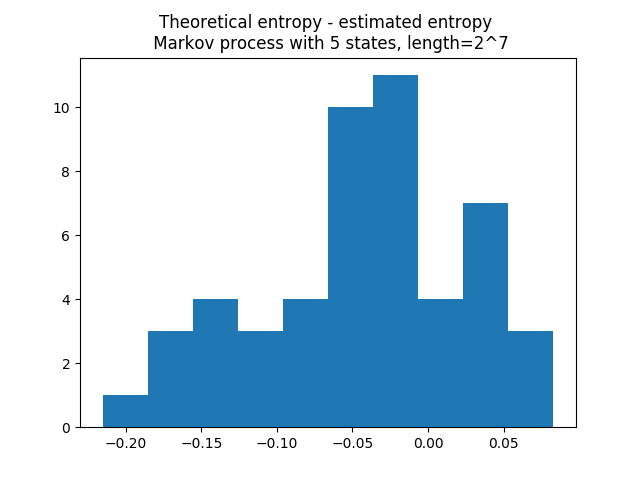 Theoretical entropy - estimated entropy
Markov process with 5 states, length=2^7
10
8
6
4
2
0
−0.20 −0.15 −0.10 −0.05 0.00 0.05